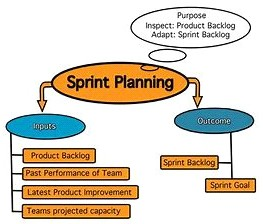 Purpose
Inspect: Product Backlog
Adapt: Sprint Backlog
Sprint Planning
Inputs
Outcome
Product Backlog
Past Performance of Team
Latest Product Improvement
Teams projected capacity
Sprint Backlog
Sprint Goal